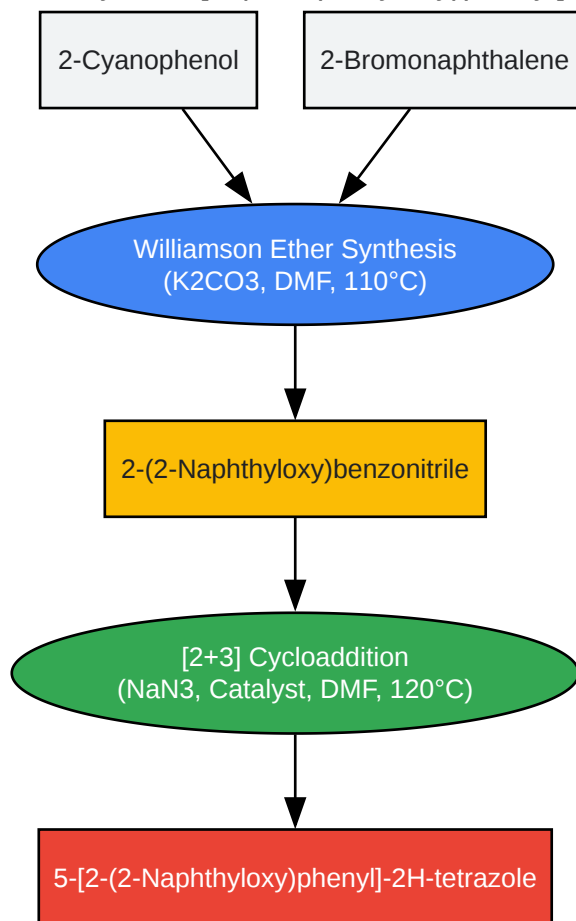 2-Cyanophenol
2-Bromonaphthalene
Williamson Ether Synthesis
(K2CO3, DMF, 110°C)
2-(2-Naphthyloxy)benzonitrile
[2+3] Cycloaddition
(NaN3, Catalyst, DMF, 120°C)
5-[2-(2-Naphthyloxy)phenyl]-2H-tetrazole